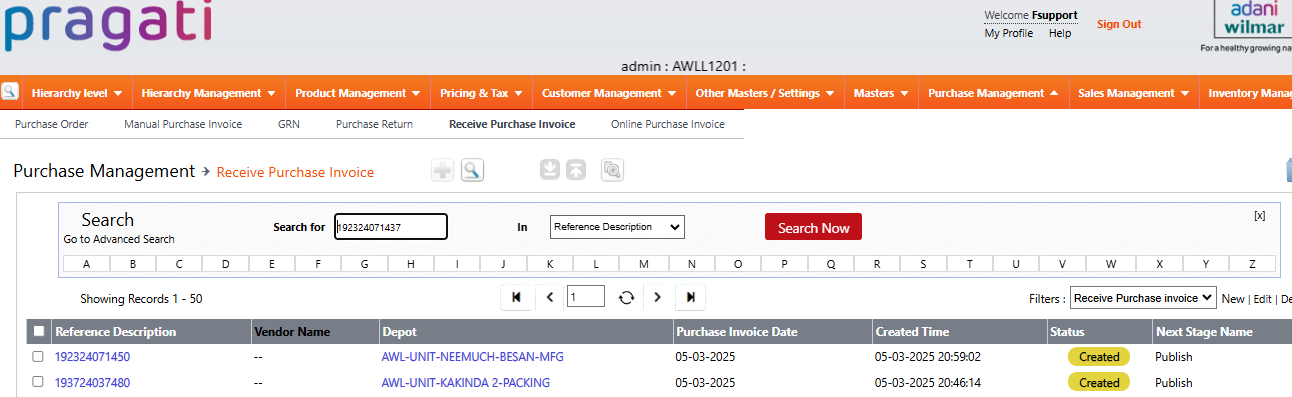 pragati
Welcome Fsupport
My Profile Help
Sign Out
adani
wilmar
For a healthy growing na
admin : AWLL1201 :
Hierarchy level Hierarchy Management Product Management Pricing & Tax Customer Management Other Masters / Settings Masters Purchase Management Sales Management Inventory Manag
Purchase Order Manual Purchase Invoice GRN Purchase Return Receive Purchase Invoice Online Purchase Invoice
Purchase Management → Receive Purchase Invoice
Search
Go to Advanced Search
Search for 192324071437 In Reference Description Search Now [x]
A B C D E F G H I J K L M N O P Q R S T U V W X Y Z
Showing Records 1 - 50 1 Filters : Receive Purchase invoice New | Edit | De
Reference Description Vendor Name Depot Purchase Invoice Date Created Time Status Next Stage Name
192324071450 -- AWL-UNIT-NEEMUCH-BESAN-MFG 05-03-2025 05-03-2025 20:59:02 Created Publish
193724037480 -- AWL-UNIT-KAKINDA 2-PACKING 05-03-2025 05-03-2025 20:46:14 Created Publish